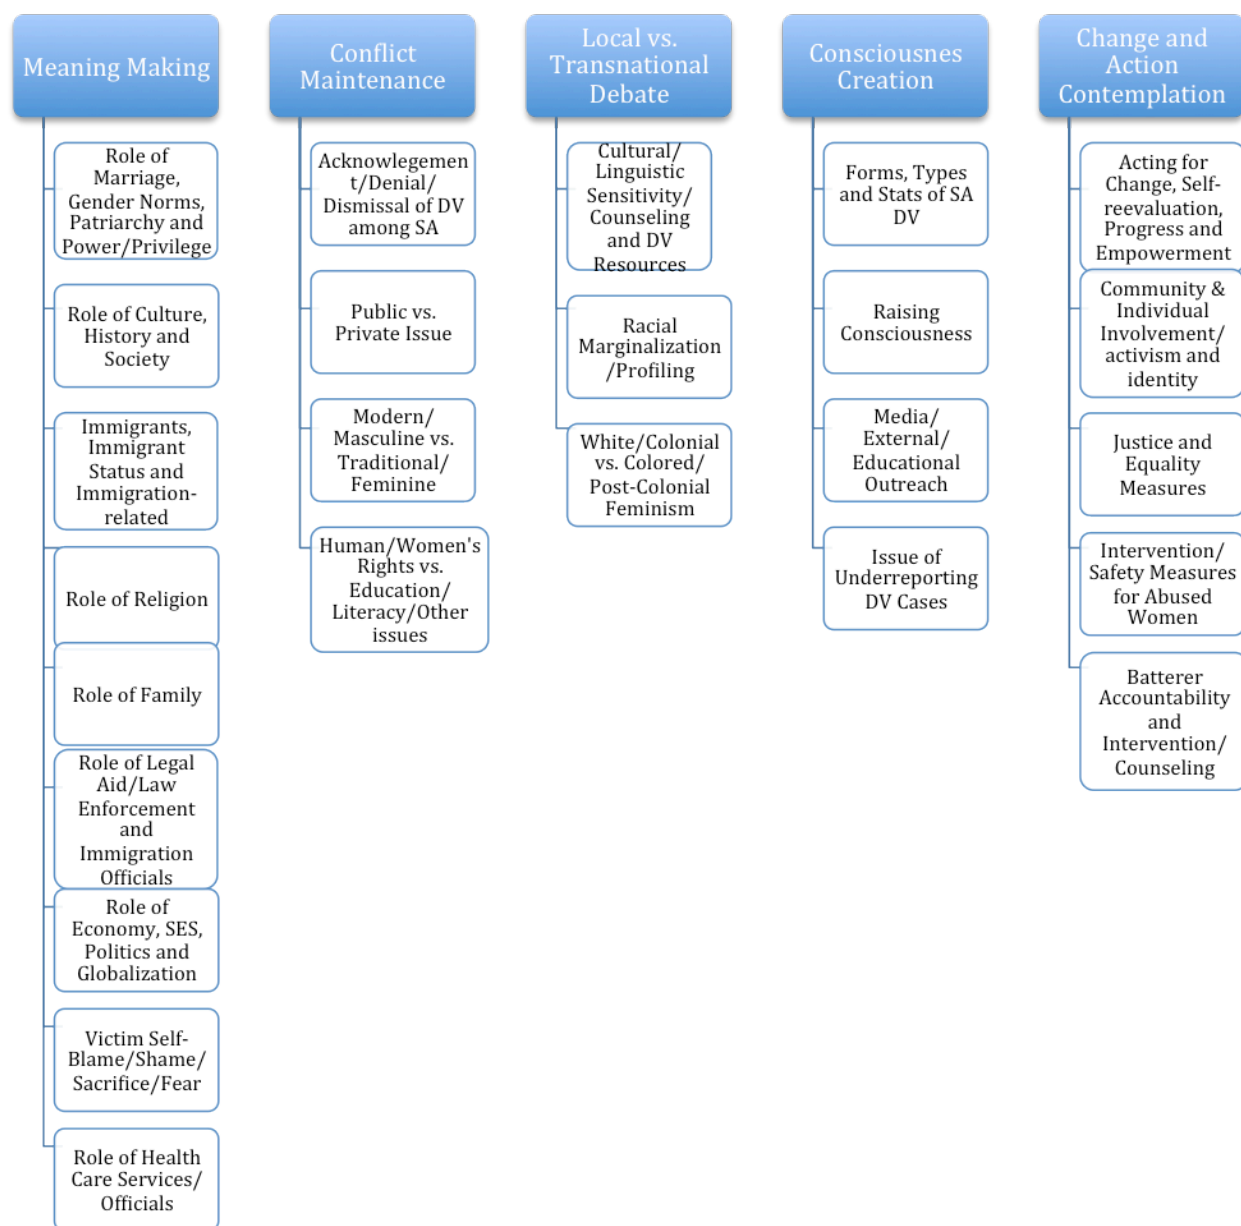 Meaning Making
Role of
Marriage,
Gender Norms,
Patriarchy and
Power/Privilege
Role of Culture,
History and
Society
Immigrants,
Immigrant
Status and
Immigration-
related
Role of Religion
Role of Family
Role of Legal
Aid/Law
Enforcement
and
Immigration
Officials
Role of
Economy, SES,
Politics and
Globalization
Victim Self-
Blame/Shame/
Sacrifice/Fear
Role of Health
Care Services/
Officials
Conflict
Maintenance
Acknowlegemen
t/Denial/
Dismissal of DV
among SA
Public vs.
Private Issue
Modern/
Masculine vs.
Traditional/
Feminine
Human/Women's
Rights vs.
Education/
Literacy/Other
issues
Local vs.
Transnational
Debate
Cultural/
Linguistic
Sensitivity/
Counseling
and DV
Resources
Racial
Marginalization
/Profiling
White/Colonial
vs. Colored/
Post-Colonial
Feminism
Consciousnes
Creation
Forms, Types
and Stats of SA
DV
Raising
Consciousness
Media/
External/
Educational
Outreach
Issue of
Underreporting
DV Cases
Change and
Action
Contemplation
Acting for
Change, Self-
reevaluation,
Progress and
Empowerment
Community &
Individual
Involvement/
activism and
identity
Justice and
Equality
Measures
Intervention/
Safety Measures
for Abused
Women
Batterer
Accountability
and
Intervention/
Counseling